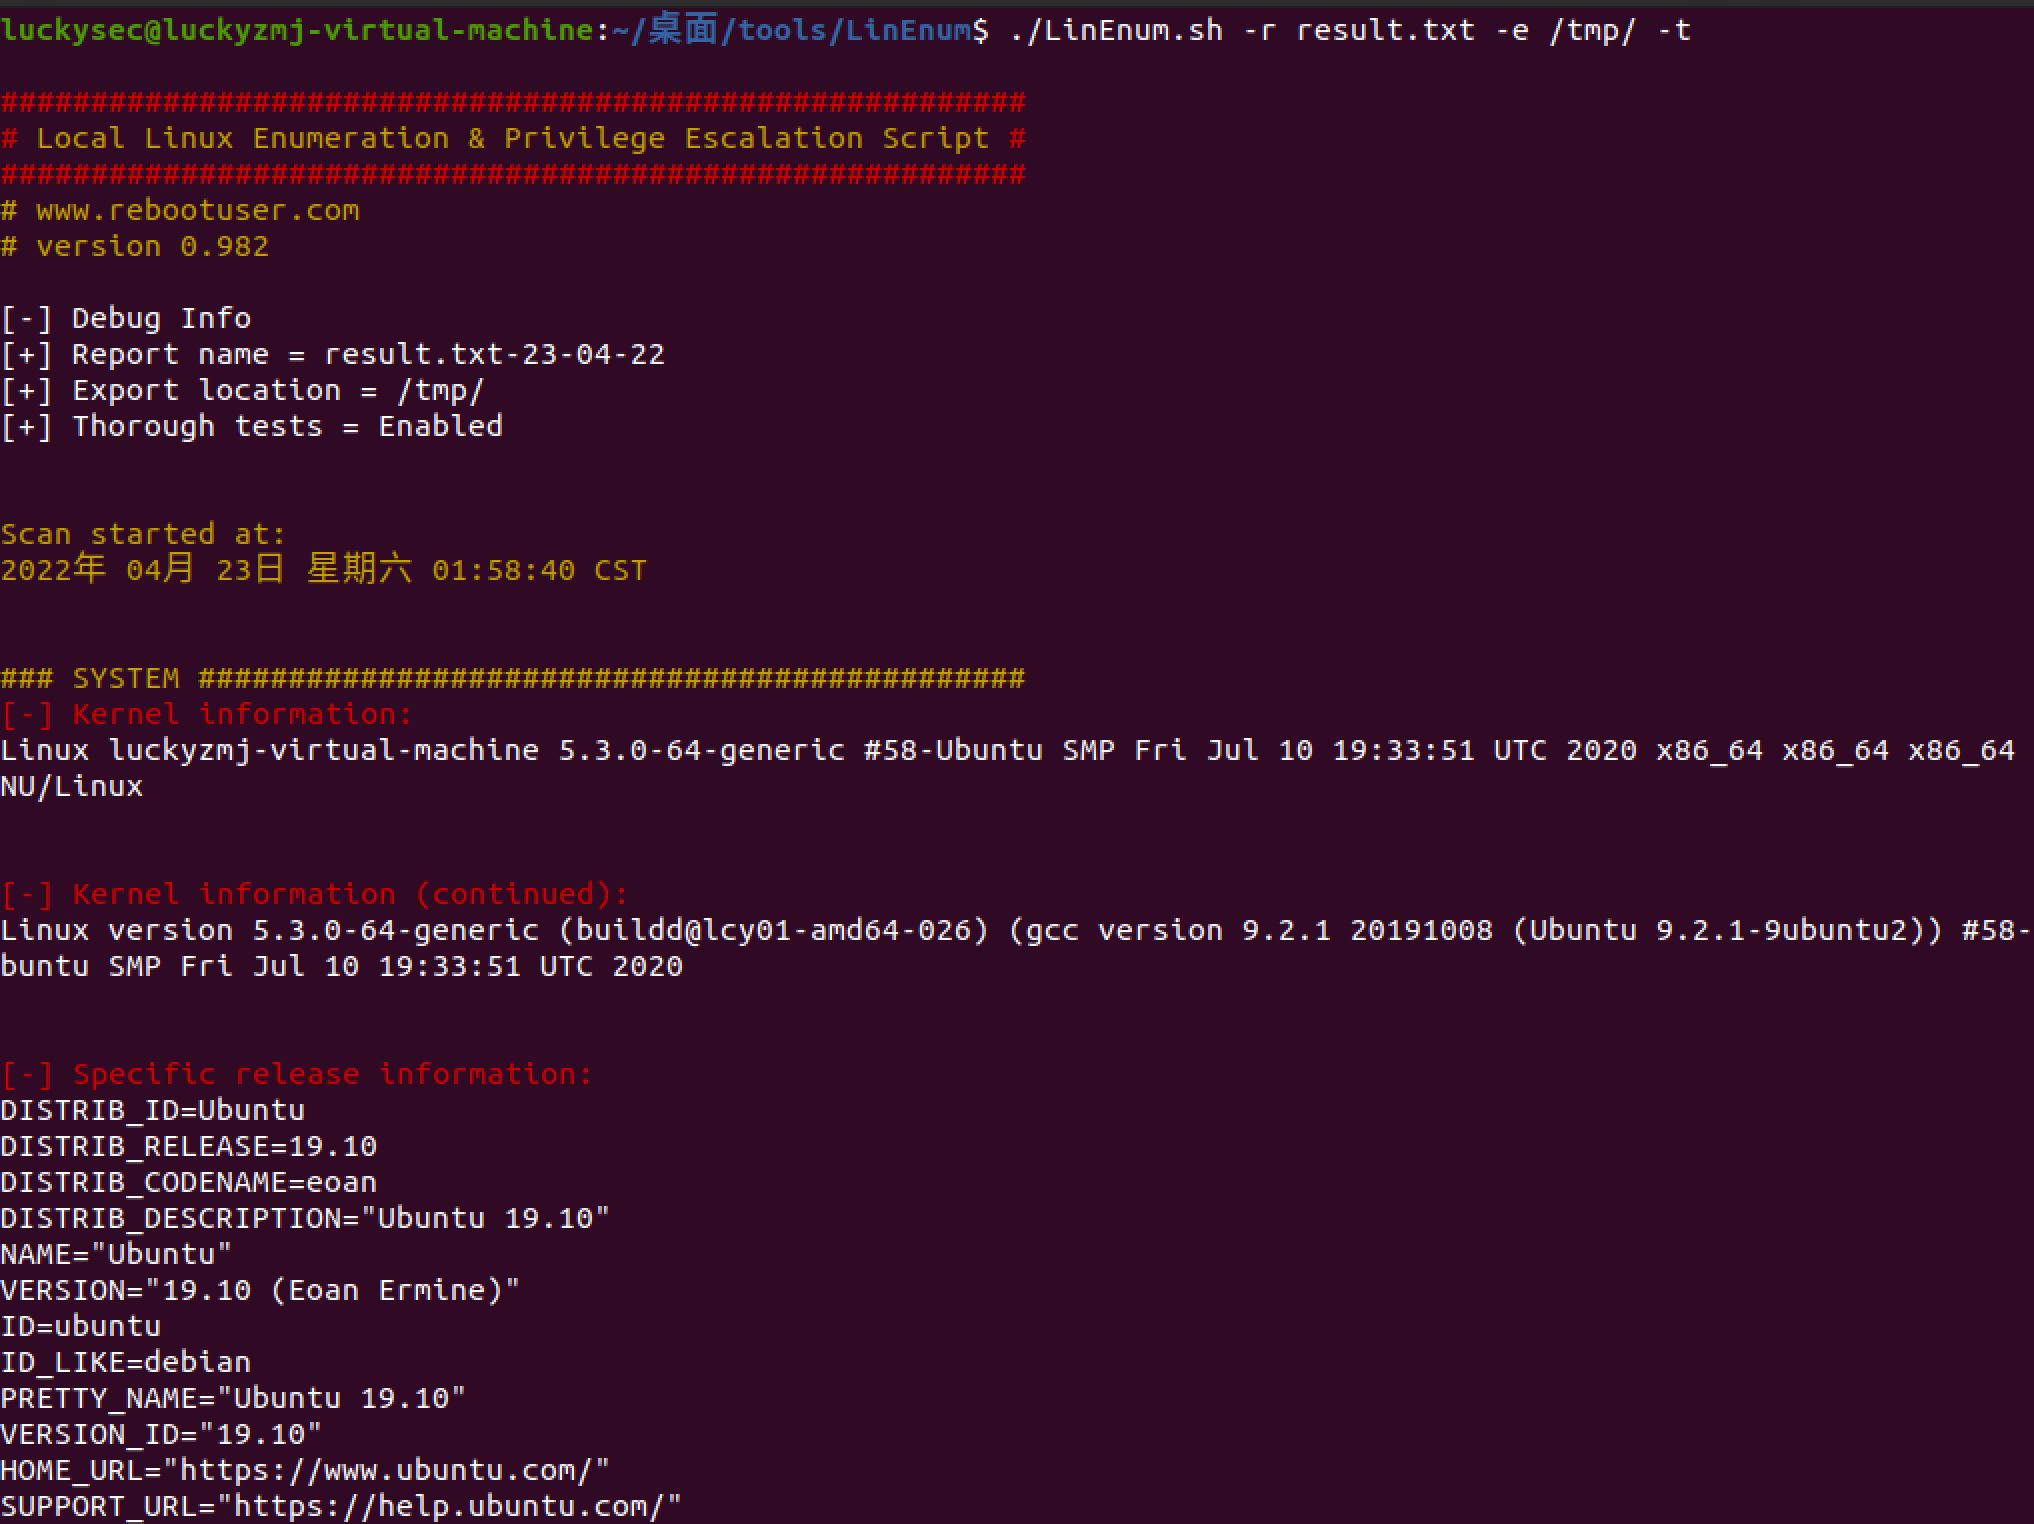 luckysec@luckyzmj-virtual-machine:~/桌面/tools/LinEnum$ ./LinEnum.sh -r result.txt -e /tmp/ -t
#########################################################
# Local Linux Enumeration & Privilege Escalation Script #
#########################################################
# www.rebootuser.com
# version 0.982
[-] Debug Info
[+] Report name = result.txt-23-04-22
[+] Export location = /tmp/
[+] Thorough tests = Enabled
Scan started at:
2022年 04月 23日 星期六 01:58:40 CST
### SYSTEM ##############################################
[-] Kernel information:
Linux luckyzmj-virtual-machine 5.3.0-64-generic #58-Ubuntu SMP Fri Jul 10 19:33:51 UTC 2020 x86_64 x86_64 x86_64
NU/Linux
[-] Kernel information (continued):
Linux version 5.3.0-64-generic (buildd@lcy01-amd64-026) (gcc version 9.2.1 20191008 (Ubuntu 9.2.1-9ubuntu2)) #58-
buntu SMP Fri Jul 10 19:33:51 UTC 2020
[-] Specific release information:
DISTRIB_ID=Ubuntu
DISTRIB_RELEASE=19.10
DISTRIB_CODENAME=eoan
DISTRIB_DESCRIPTION="Ubuntu 19.10"
NAME="Ubuntu"
VERSION="19.10 (Eoan Ermine)"
ID=ubuntu
ID_LIKE=debian
PRETTY_NAME="Ubuntu 19.10"
VERSION_ID="19.10"
HOME_URL="https://www.ubuntu.com/"
SUPPORT_URL="https://help.ubuntu.com/"